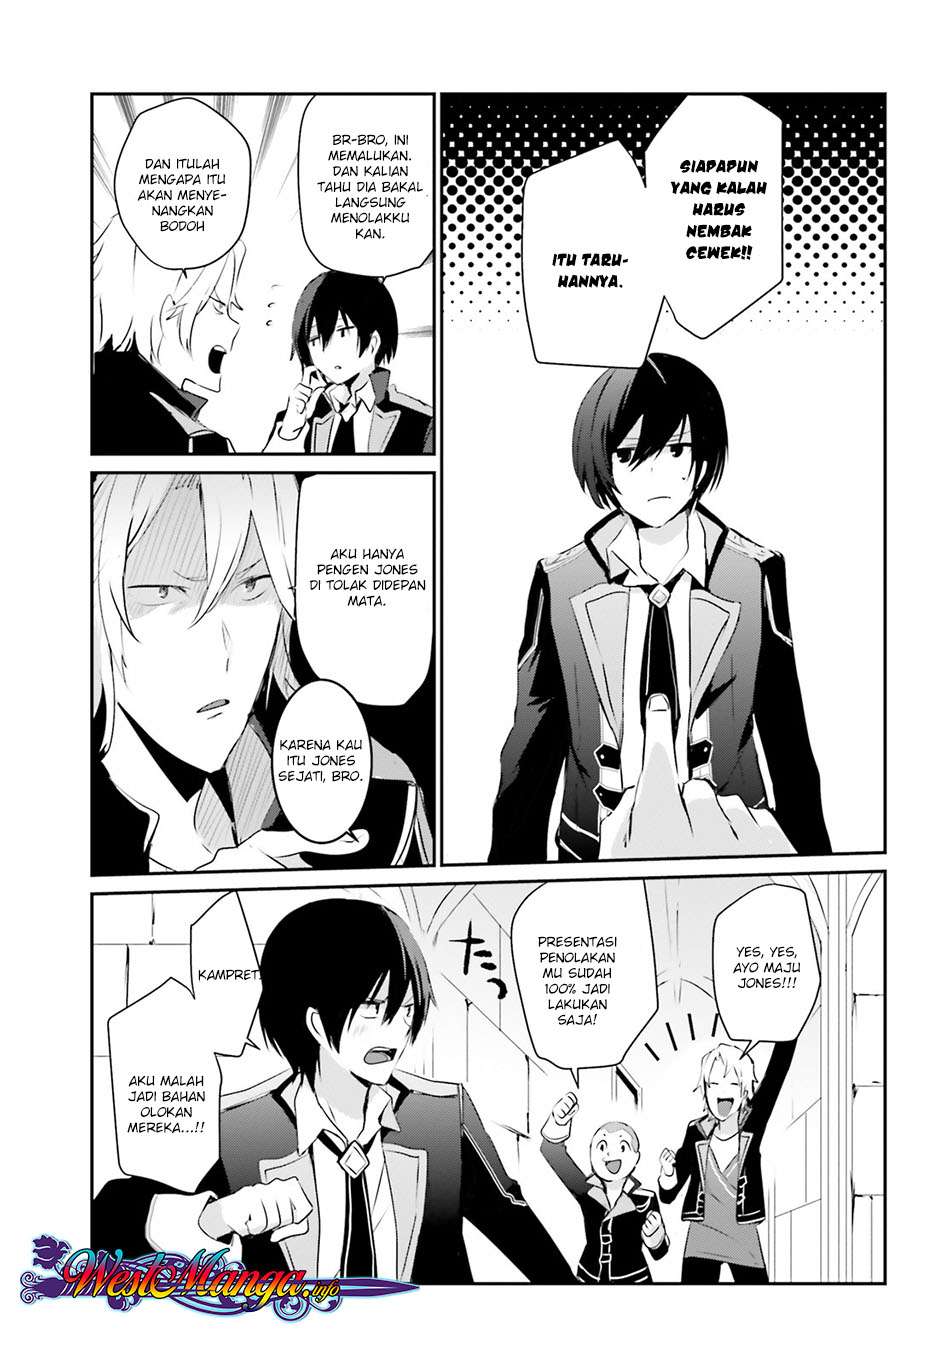 SIAPAPUN
YANG KALAH
HARUS
NEMBAK
CEWEK!!
ITU TARU-
HANNYA.
BR-BRO, INI
MEMALUKAN.
DAN KALIAN
TAHU DIA BAKAL
LANGSUNG
MENOLAKKU
KAN.
DAN ITULAH
MENGAPA ITU
AKAN MENYE-
NANGKAN
BODOH
AKU HANYA
PENGEN JONES
DI TOLAK DIDEPAN
MATA.
KARENA KAU
ITU JONES
SEJATI, BRO.
YES, YES,
AYO MAJU
JONES!!!
PRESENTASI
PENOLAKAN
MU SUDAH
100% JADI
LAKUKAN
SAJA!
たっ
KAMPRET
AKU MALAH
JADI BAHAN
OLOKAN
MEREKA...!!
WestManga.info